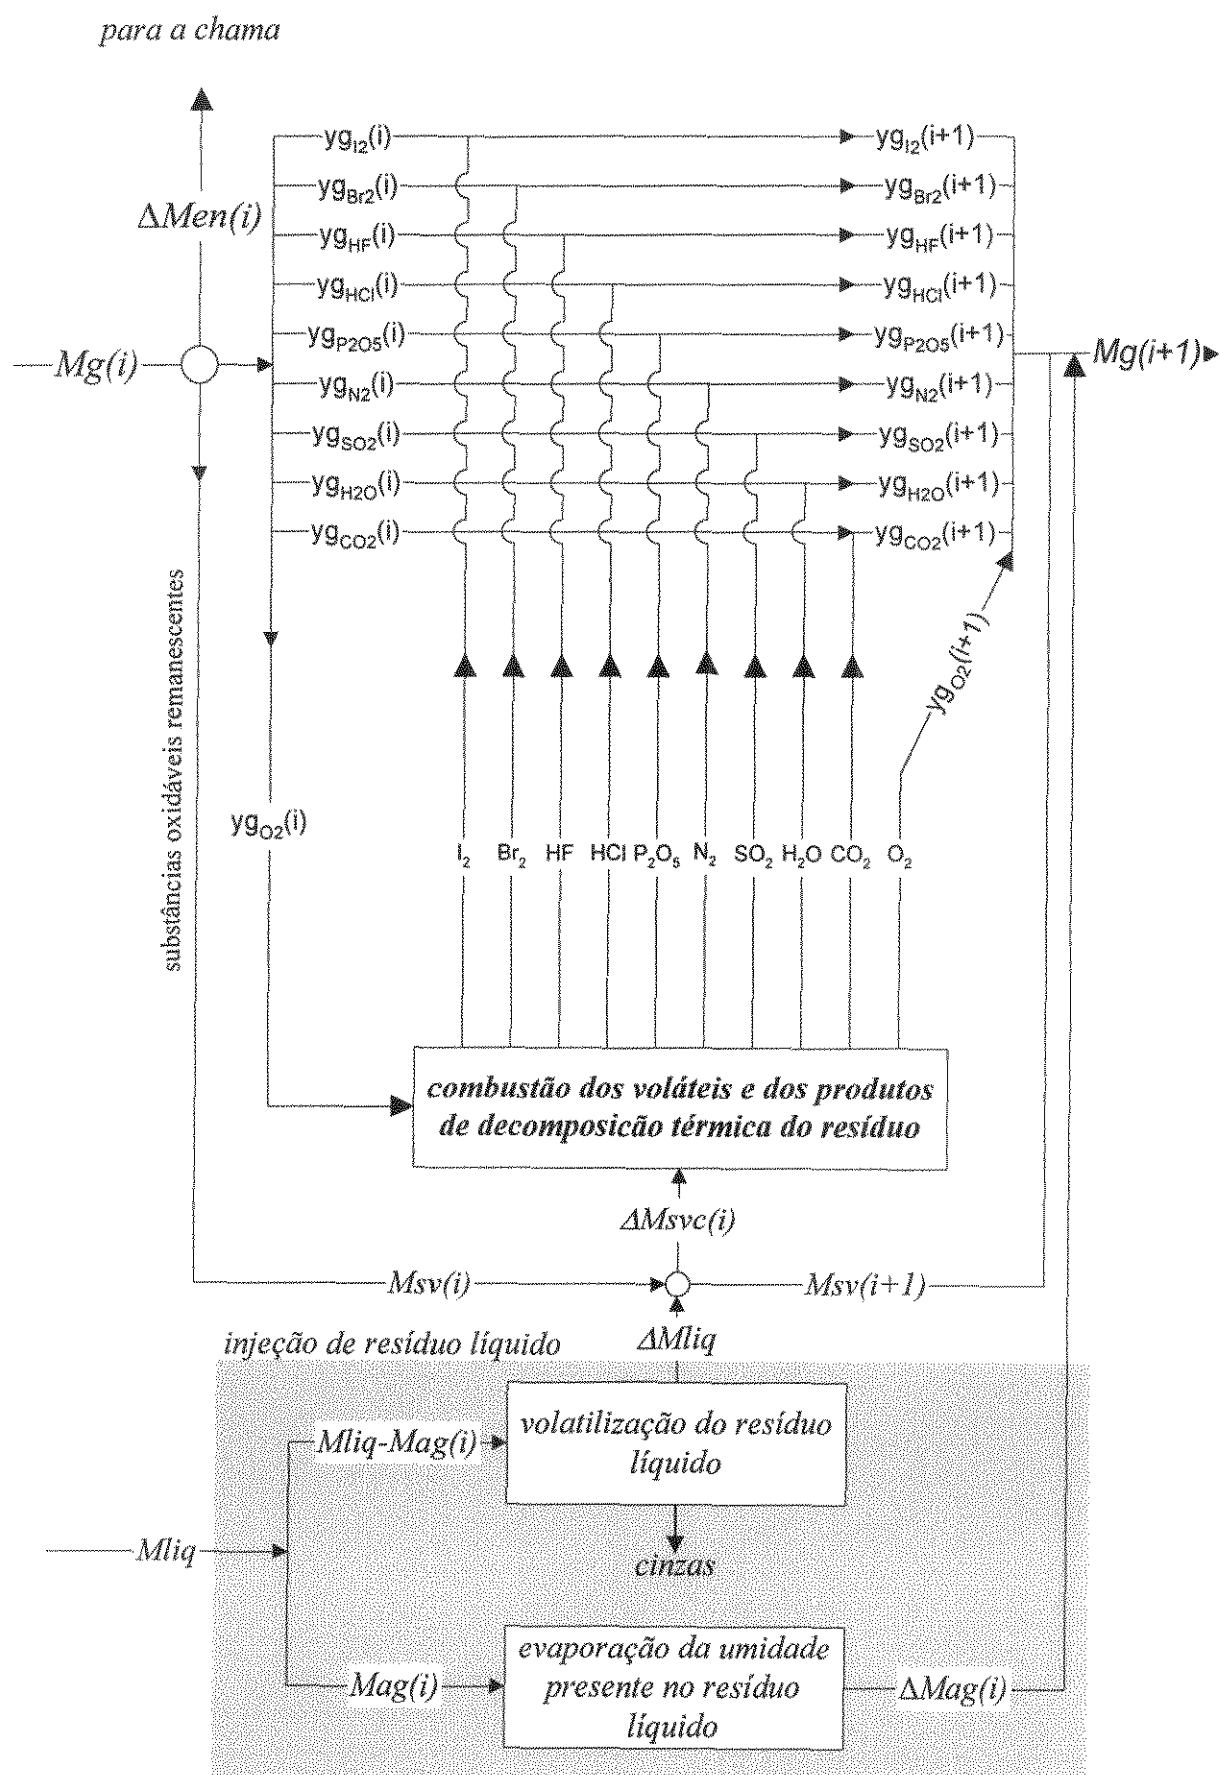 para a chama
yg_I2(i) yg_I2(i+1)
yg_Br2(i) yg_Br2(i+1)
ΔMen(i)
yg_HF(i) yg_HF(i+1)
yg_HCl(i) yg_HCl(i+1)
yg_P2O5(i) yg_P2O5(i+1)
Mg(i) Mg(i+1)
yg_N2(i) yg_N2(i+1)
yg_SO2(i) yg_SO2(i+1)
yg_H2O(i) yg_H2O(i+1)
yg_CO2(i) yg_CO2(i+1)
substâncias oxidáveis remanescentes
yg_O2(i+1)
yg_O2(i)
I₂ Br₂ HF HCl P₂O₅ N₂ SO₂ H₂O CO₂ O₂
combustão dos voláteis e dos produtos
de decomposicão térmica do resíduo
ΔMsvc(i)
Msv(i) Msv(i+1)
injeção de resíduo líquido
ΔMliq
volatilização do resíduo
líquido
Mliq-Mag(i)
Mliq
cinzas
evaporação da umidade
presente no resíduo
líquido
Mag(i) ΔMag(i)